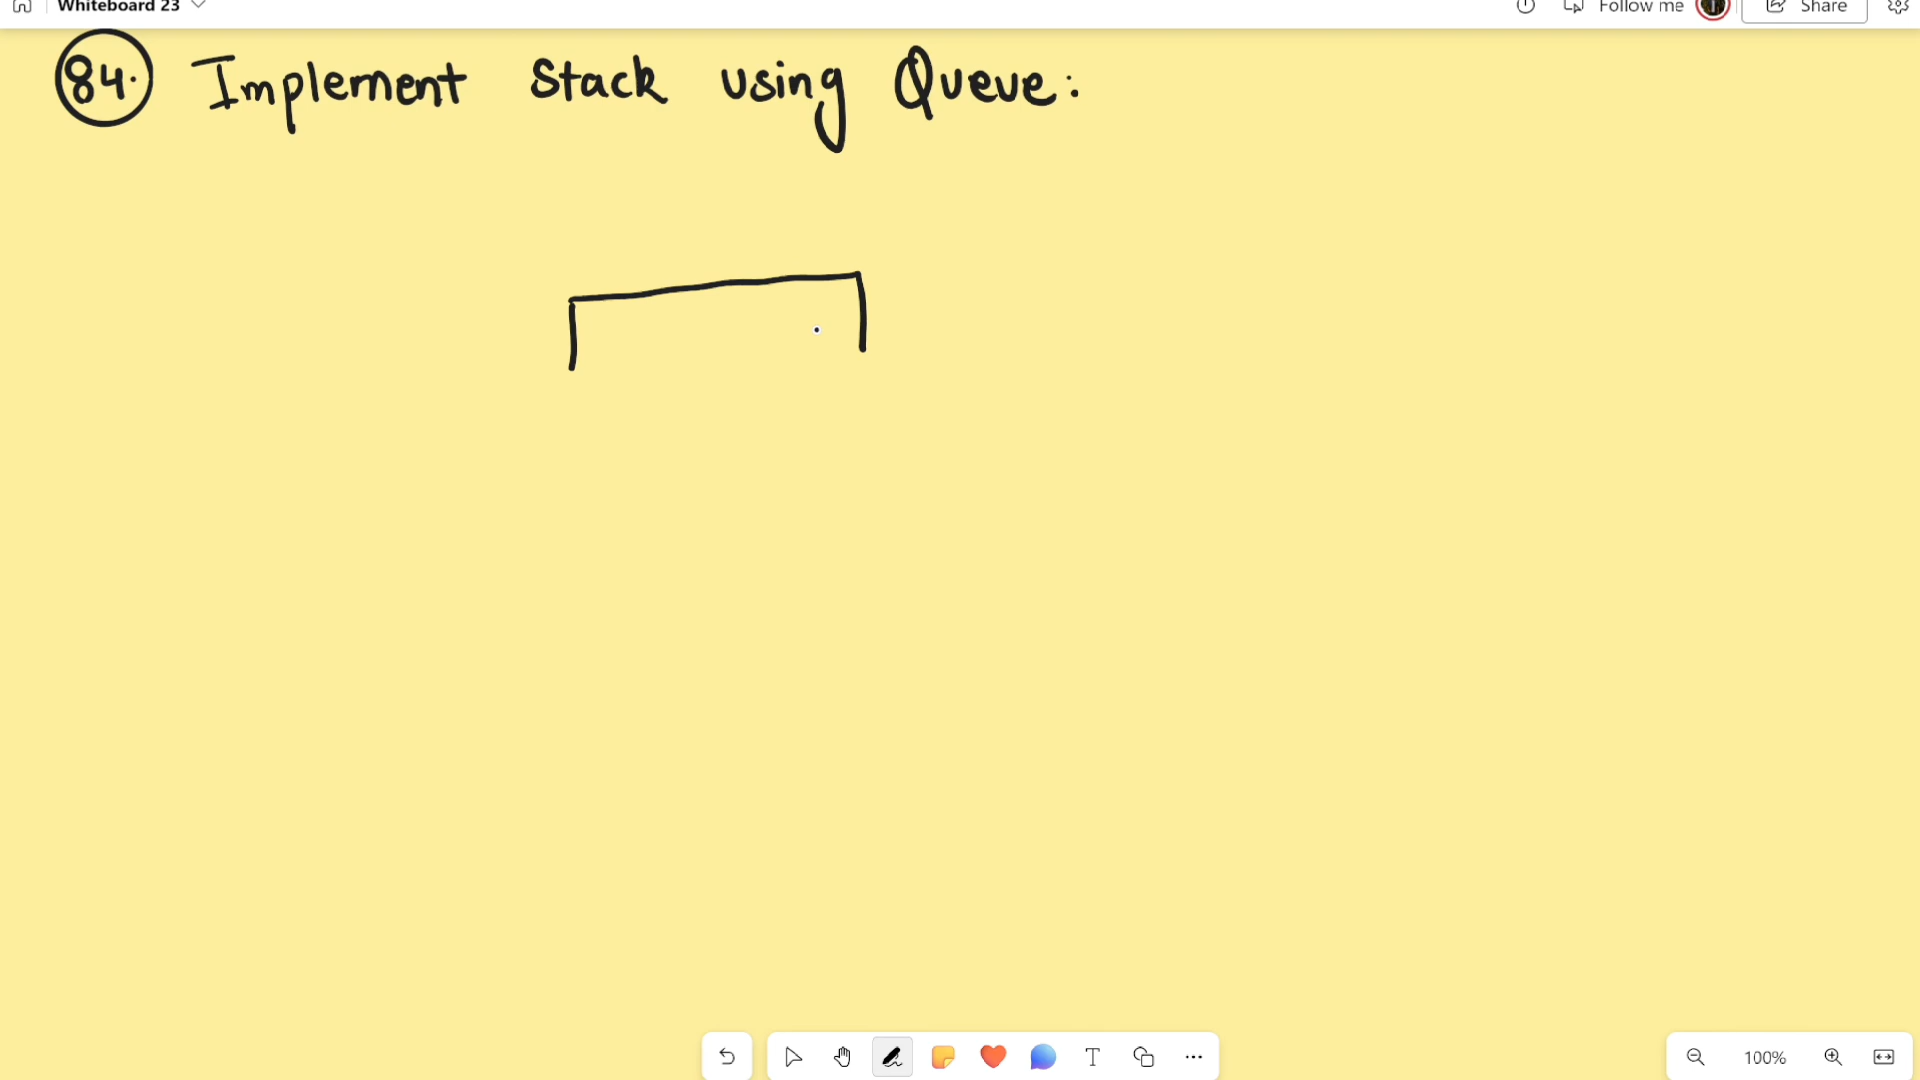 Whiteboard 23
Follow me
Share
84. Implement Stack using Queue:
T
100%